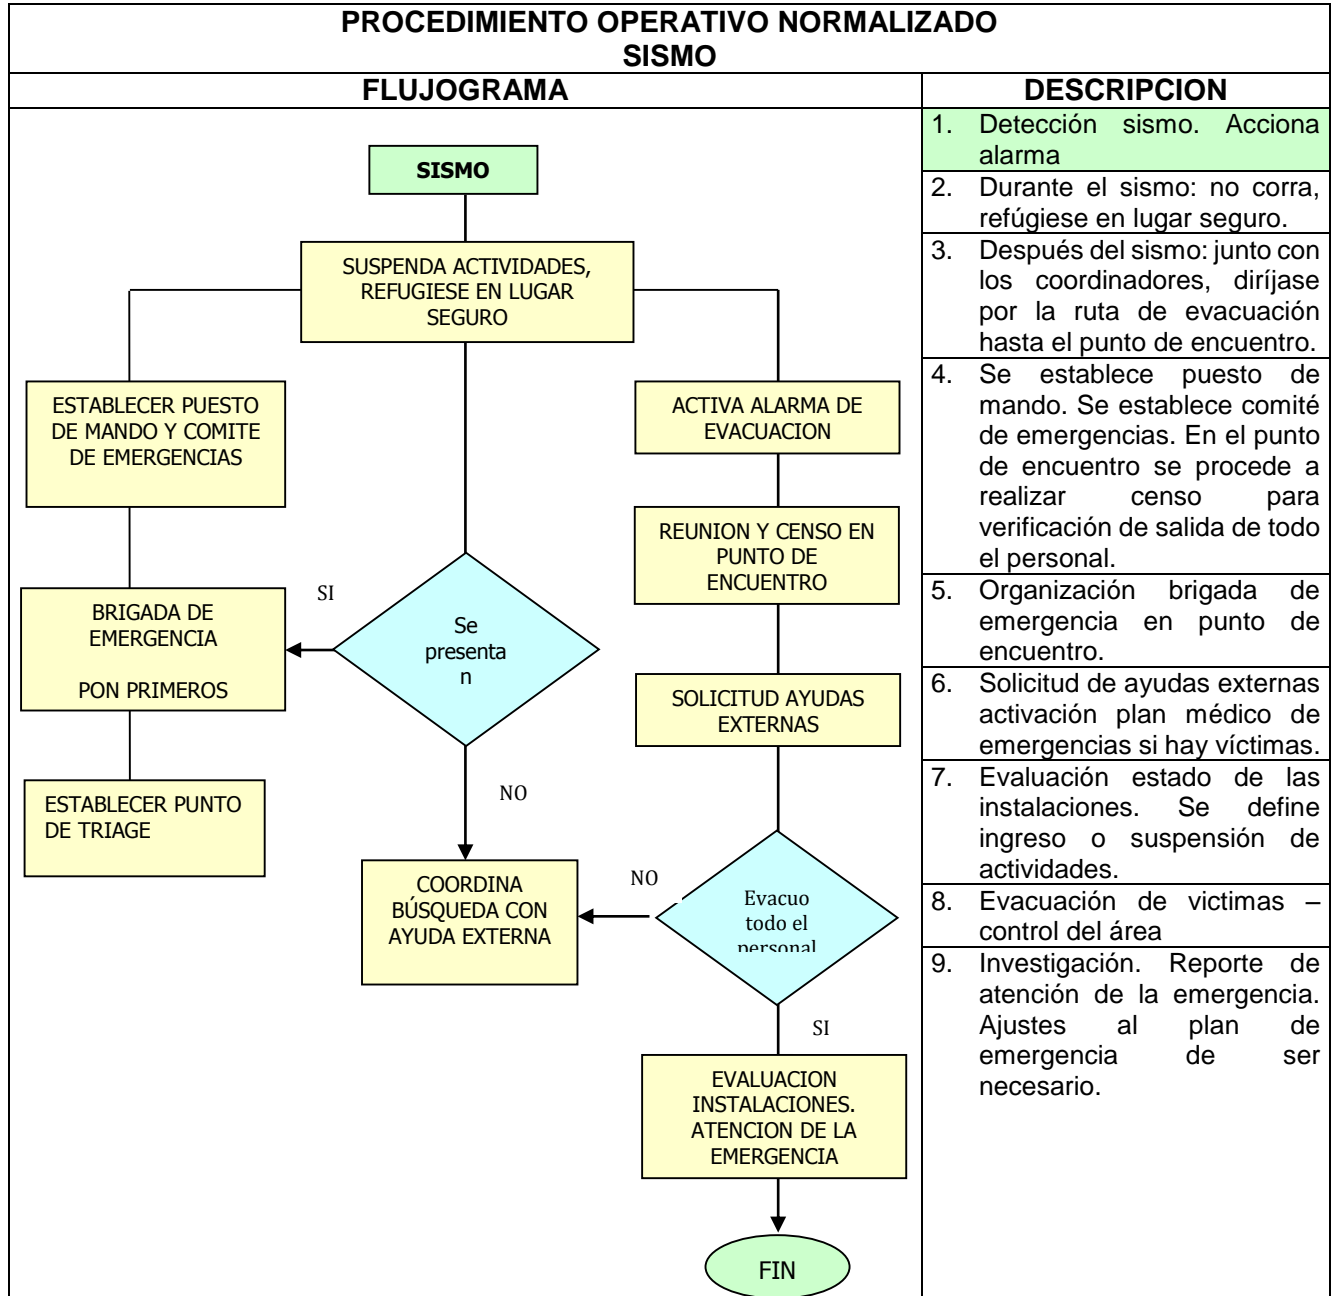 PROCEDIMIENTO OPERATIVO NORMALIZADO
SISMO
FLUJOGRAMA
DESCRIPCION
SISMO
SUSPENDA ACTIVIDADES,
REFUGIESE EN LUGAR
SEGURO
ESTABLECER PUESTO
DE MANDO Y COMITE
DE EMERGENCIAS
ACTIVA ALARMA DE
EVACUACION
REUNION Y CENSO EN
PUNTO DE
ENCUENTRO
SI
BRIGADA DE
EMERGENCIA
PON PRIMEROS
Se
presenta
n
SOLICITUD AYUDAS
EXTERNAS
ESTABLECER PUNTO
DE TRIAGE
NO
COORDINA
BÚSQUEDA CON
AYUDA EXTERNA
NO
Evacuo
todo el
personal
SI
EVALUACION
INSTALACIONES.
ATENCION DE LA
EMERGENCIA
FIN
1. Detección sismo. Acciona
alarma
2. Durante el sismo: no corra,
refúgiese en lugar seguro.
3. Después del sismo: junto con
los coordinadores, diríjase
por la ruta de evacuación
hasta el punto de encuentro.
4. Se establece puesto de
mando. Se establece comité
de emergencias. En el punto
de encuentro se procede a
realizar censo para
verificación de salida de todo
el personal.
5. Organización brigada de
emergencia en punto de
encuentro.
6. Solicitud de ayudas externas
activación plan médico de
emergencias si hay víctimas.
7. Evaluación estado de las
instalaciones. Se define
ingreso o suspensión de
actividades.
8. Evacuación de victimas –
control del área
9. Investigación. Reporte de
atención de la emergencia.
Ajustes al plan de
emergencia de ser
necesario.